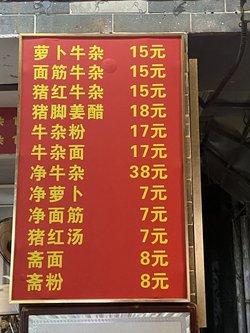 萝卜牛杂 15元
面筋牛杂 15元
猪红牛杂 15元
猪脚姜醋 18元
牛杂粉 17元
牛杂面 17元
净牛杂 38元
净萝卜 7元
净面筋 7元
猪红汤 7元
斋面 8元
斋粉 8元